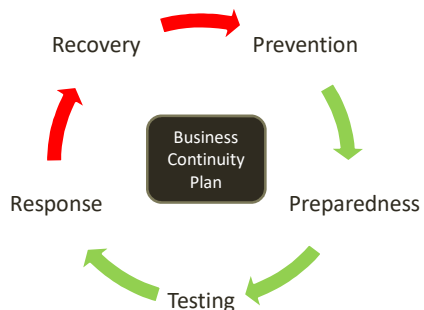 Recovery
Prevention
Business
Continuity
Plan
Response
Preparedness
Testing